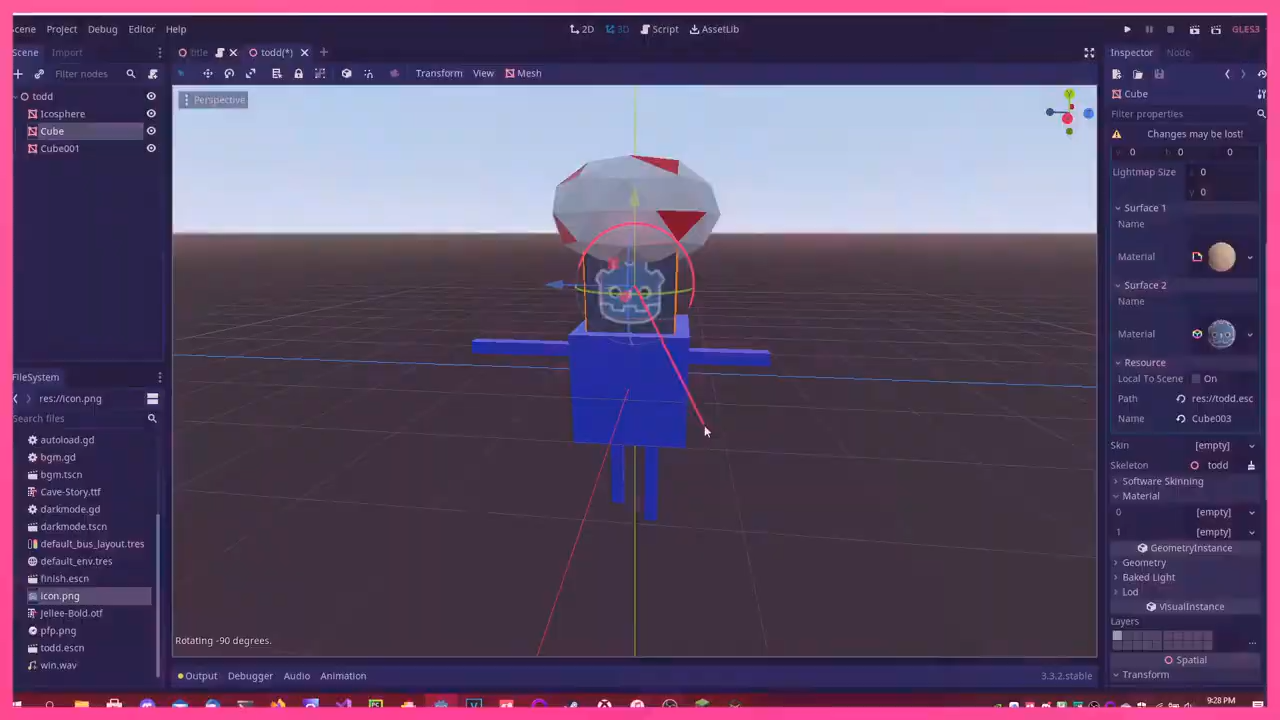 Scene Project Debug Editor Help
2D 3D Script AssetLib
GLES3
Scene Import
title todd(*)
Inspector Node
Filter nodes
Transform View Mesh
todd
Icosphere
Cube
Cube001
Perspective
Y
Cube
Filter properties
Changes may be lost!
0 0 0
Lightmap Size x 0
y 0
Surface 1
Name
Material
Surface 2
Name
Material
Resource
Local To Scene On
Path res://todd.esc
Name Cube003
Skin [empty]
Skeleton todd
Software Skinning
Material
0 [empty]
1 [empty]
GeometryInstance
Geometry
Baked Light
Lod
VisualInstance
Layers
Spatial
Transform
FileSystem
res://icon.png
Search files
autoload.gd
bgm.gd
bgm.tscn
Cave-Story.ttf
darkmode.gd
darkmode.tscn
default_bus_layout.tres
default_env.tres
finish.escn
icon.png
Jellee-Bold.otf
pfp.png
todd.escn
win.wav
Rotating -90 degrees.
Output Debugger Audio Animation
3.3.2.stable
9:28 PM